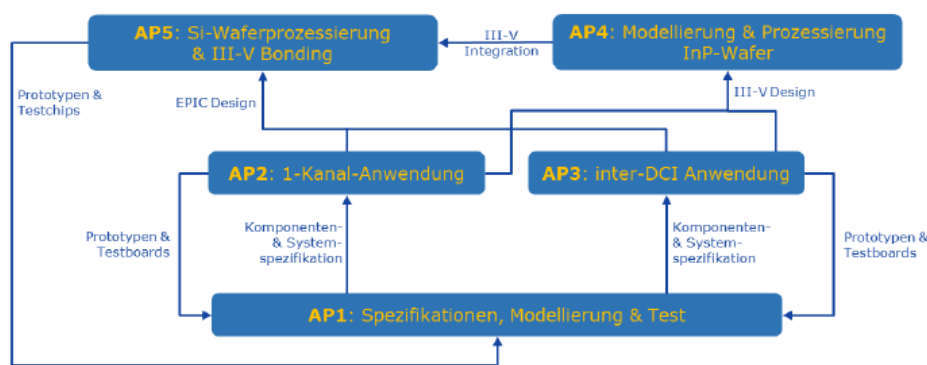 AP5: Si-Waferprozessierung
& III-V Bonding
III-V
Integration
AP4: Modellierung & Prozessierung
InP-Wafer
Prototypen &
Testchips
EPIC Design
III-V Design
AP2: 1-Kanal-Anwendung
AP3: inter-DCI Anwendung
Prototypen &
Testboards
Komponenten-
& System-
spezifikation
Komponenten-
& System-
spezifikation
Prototypen &
Testboards
AP1: Spezifikationen, Modellierung & Test